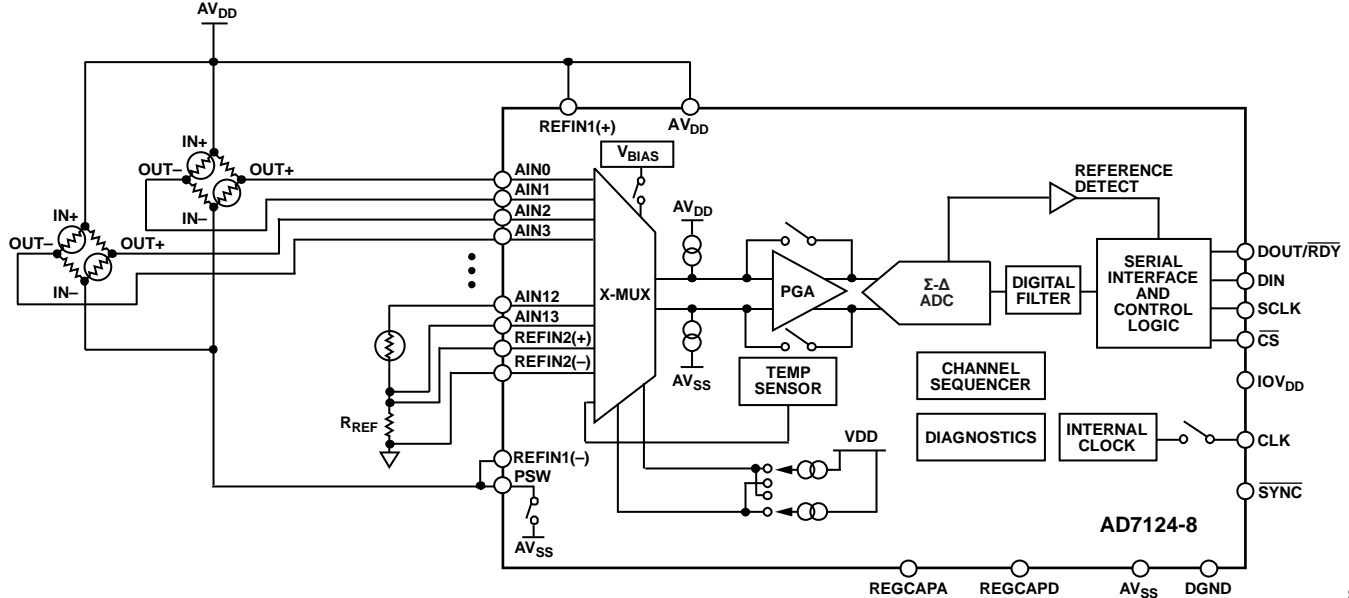 AVDD
IN+
OUT–
OUT+
IN–
IN+
OUT–
OUT+
IN–
REFIN1(+)
AVDD
VBIAS
AIN0
AIN1
AIN2
AIN3
AIN12
AIN13
REFIN2(+)
REFIN2(–)
RREF
REFIN1(–)
PSW
AVSS
X-MUX
AVDD
AVSS
PGA
TEMP
SENSOR
VDD
Σ-Δ
ADC
DIGITAL
FILTER
REFERENCE
DETECT
SERIAL
INTERFACE
AND
CONTROL
LOGIC
CHANNEL
SEQUENCER
DIAGNOSTICS
INTERNAL
CLOCK
DOUT/R̅D̅Y̅
DIN
SCLK
C̅S̅
IOVDD
CLK
S̅Y̅N̅C̅
AD7124-8
REGCAPA
REGCAPD
AVSS
DGND